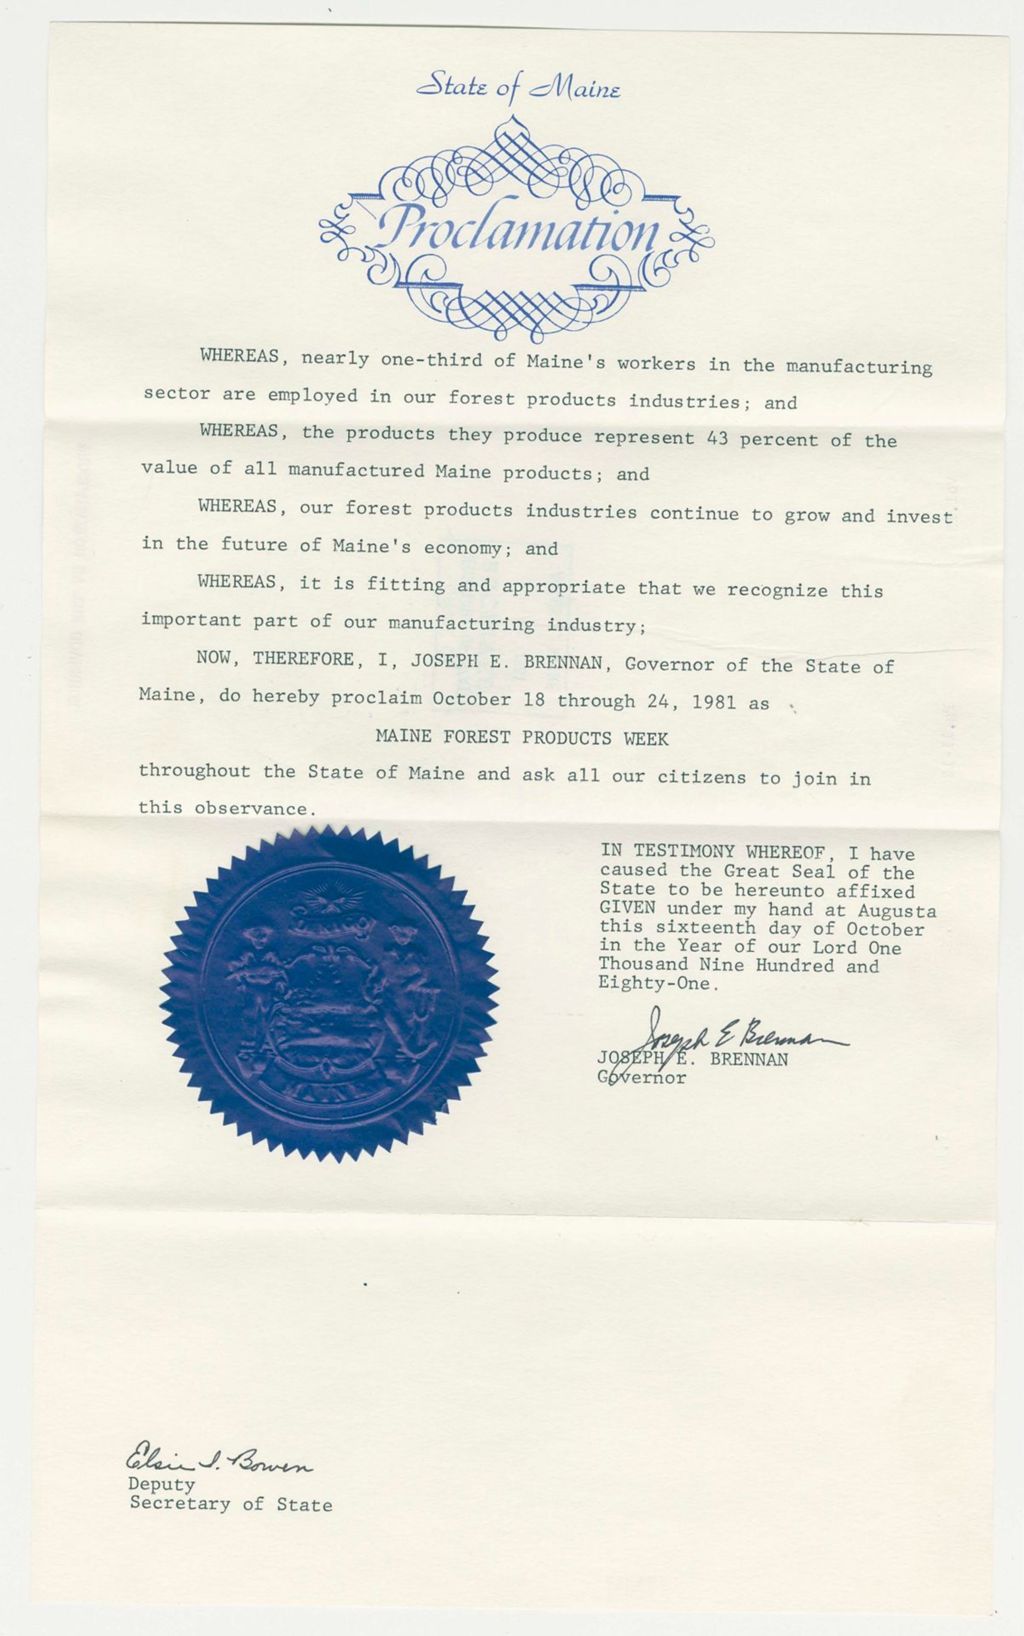 State of Maine
Proclamation
WHEREAS, nearly one-third of Maine's workers in the manufacturing
sector are employed in our forest products industries; and
WHEREAS, the products they produce represent 43 percent of the
value of all manufactured Maine products; and
WHEREAS, our forest products industries continue to grow and invest
in the future of Maine's economy; and
WHEREAS, it is fitting and appropriate that we recognize this
important part of our manufacturing industry;
NOW, THEREFORE, I, JOSEPH E. BRENNAN, Governor of the State of
Maine, do hereby proclaim October 18 through 24, 1981 as
MAINE FOREST PRODUCTS WEEK
throughout the State of Maine and ask all our citizens to join in
this observance.
IN TESTIMONY WHEREOF, I have
caused the Great Seal of the
State to be hereunto affixed
GIVEN under my hand at Augusta
this sixteenth day of October
in the Year of our Lord One
Thousand Nine Hundred and
Eighty-One.
Joseph E Brennan
JOSEPH E. BRENNAN
Governor
MAINE
Elsie I. Bowen
Deputy
Secretary of State